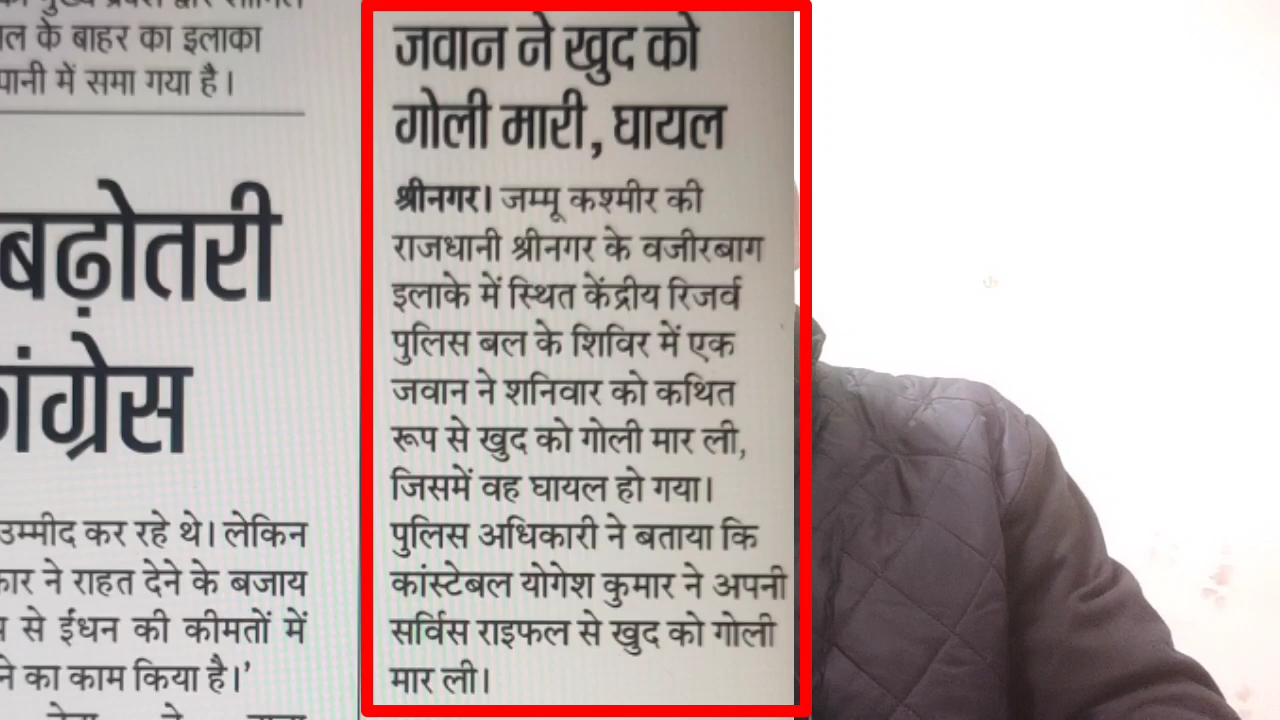 ल के बाहर का इलाका
पानी में समा गया है।
बढ़ोतरी
कांग्रेस
उम्मीद कर रहे थे। लेकिन
ने राहत देने के बजाय
से ईंधन की कीमतों में
का काम किया है।'
जवान ने खुद को
गोली मारी, घायल
श्रीनगर। जम्मू कश्मीर की
राजधानी श्रीनगर के वजीरबाग
इलाके में स्थित केंद्रीय रिजर्व
पुलिस बल के शिविर में एक
जवान ने शनिवार को कथित
रूप से खुद को गोली मार ली,
जिसमें वह घायल हो गया।
पुलिस अधिकारी ने बताया कि
कांस्टेबल योगेश कुमार ने अपनी
सर्विस राइफल से खुद को गोली
मार ली।